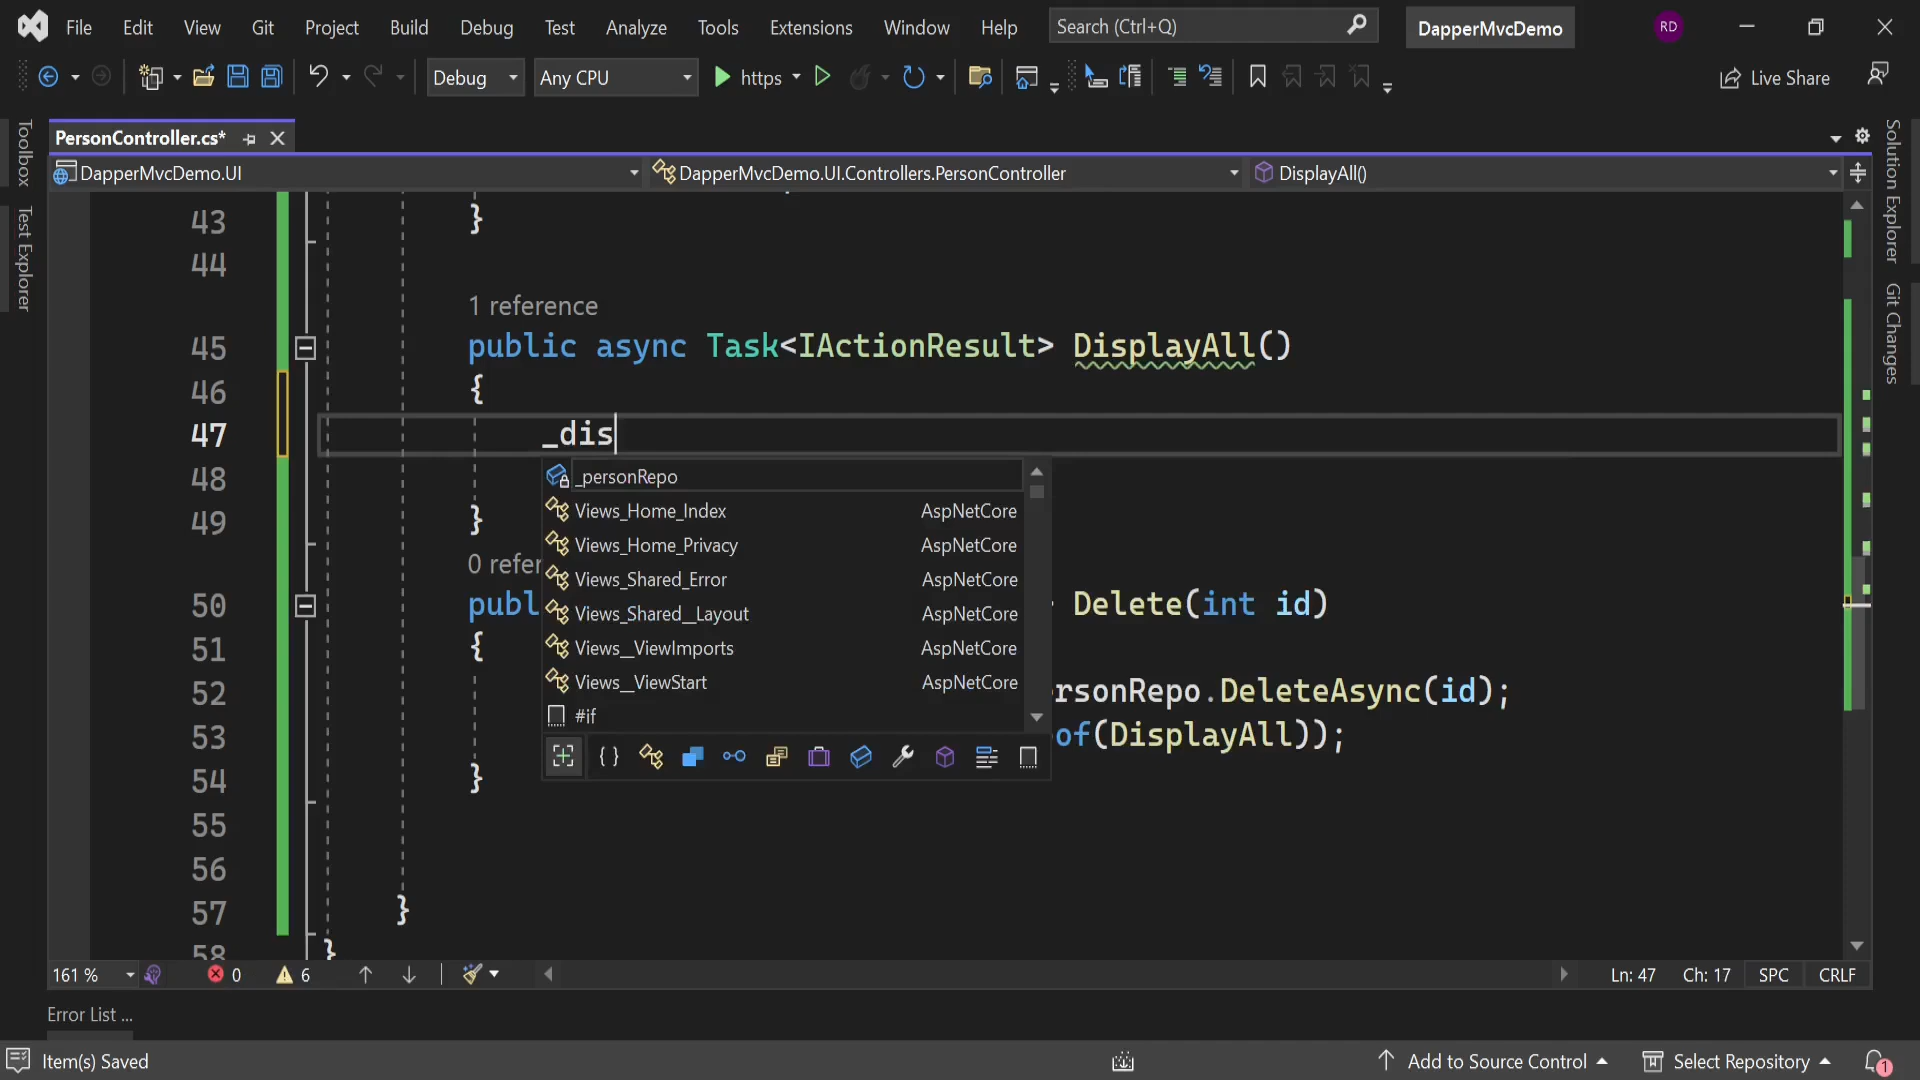 File Edit View Git Project Build Debug Test Analyze Tools Extensions Window Help Search (Ctrl+Q) DapperMvcDemo RD
Debug Any CPU https Live Share
Toolbox
Test Explorer
PersonController.cs*
DapperMvcDemo.UI DapperMvcDemo.UI.Controllers.PersonController DisplayAll()
Solution Explorer
Git Changes
43 }
44
1 reference
45 public async Task<IActionResult> DisplayAll()
46 {
47 _dis
48
49 }
_personRepo
Views_Home_Index AspNetCore
Views_Home_Privacy AspNetCore
Views_Shared_Error AspNetCore
Views_Shared__Layout AspNetCore
Views__ViewImports AspNetCore
Views__ViewStart AspNetCore
#if
0 refer
50 publ Delete(int id)
51 {
52 rsonRepo.DeleteAsync(id);
53 of(DisplayAll));
54 }
55
56
57 }
58 }
161 % 0 6 Ln: 47 Ch: 17 SPC CRLF
Error List ...
Item(s) Saved Add to Source Control Select Repository 1